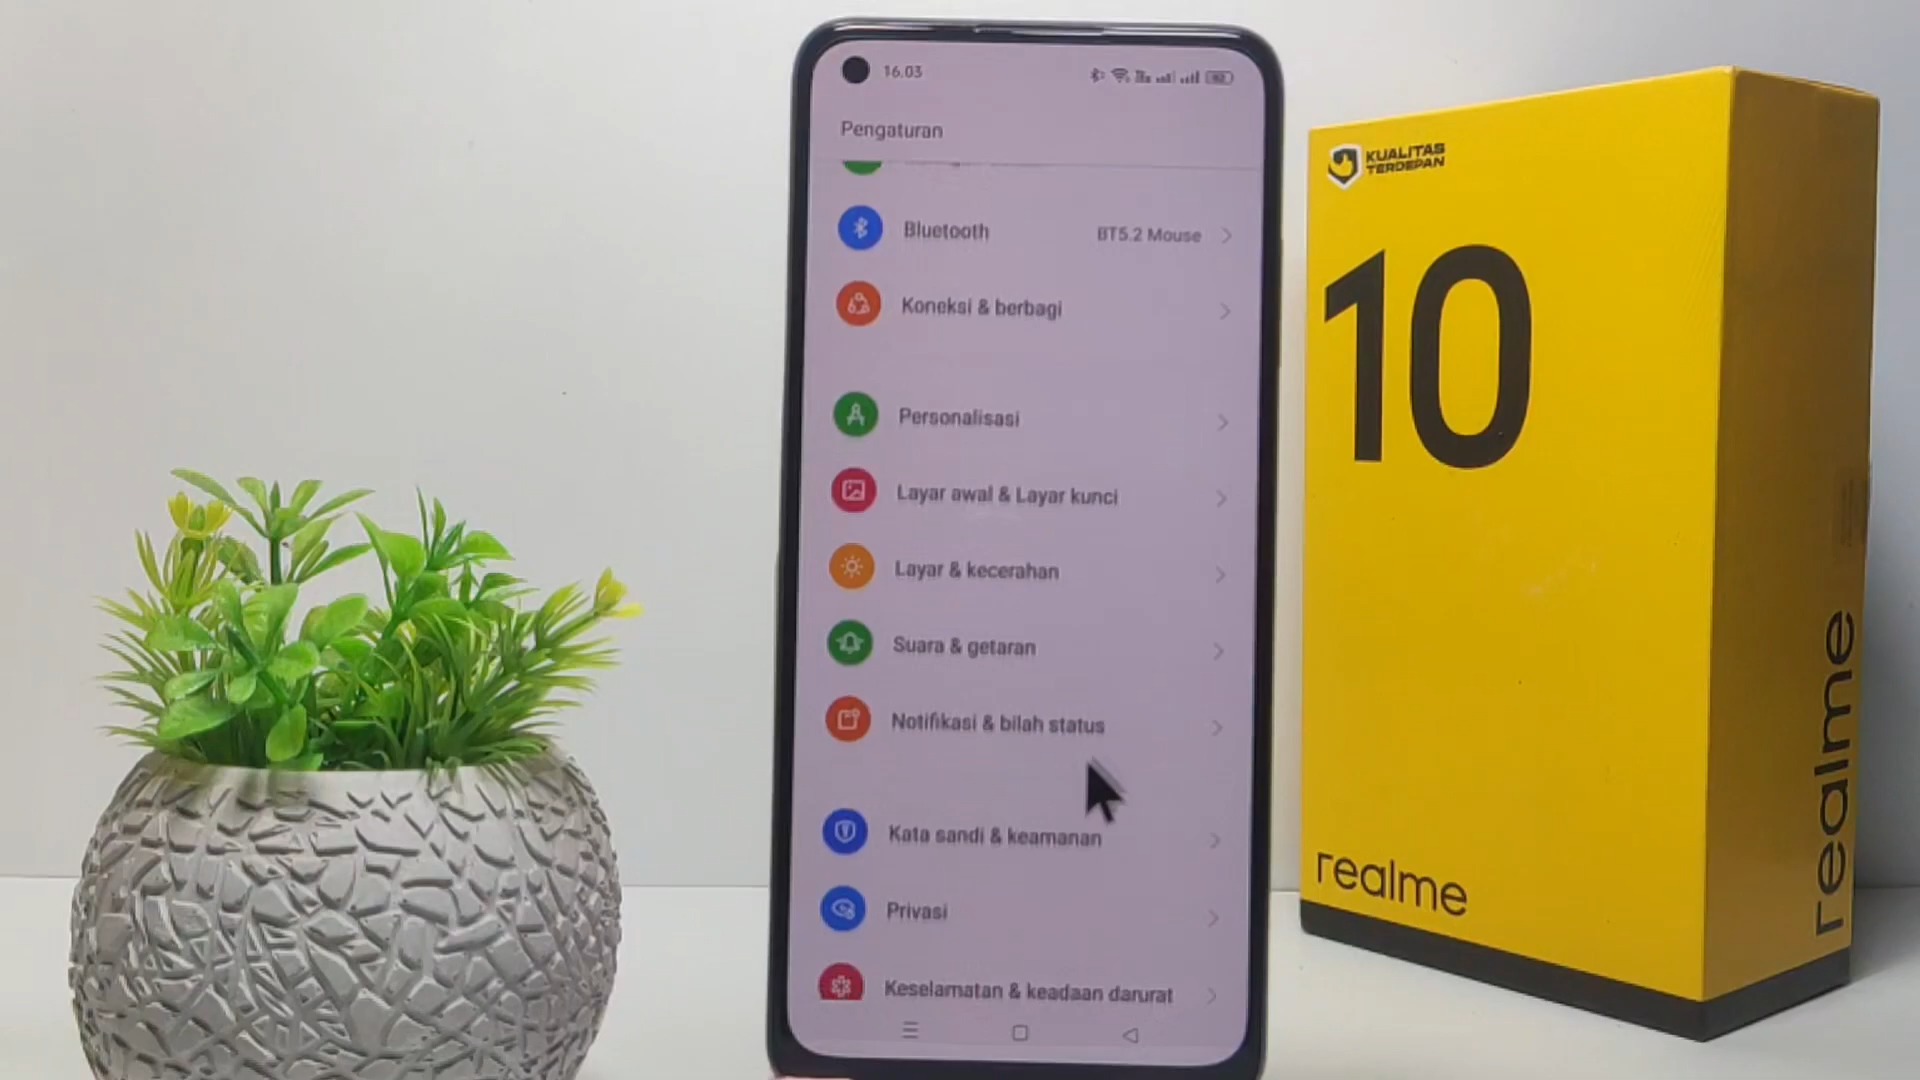 16.03
Pengaturan
Bluetooth
BT5.2 Mouse
Koneksi & berbagi
Personalisasi
Layar awal & Layar kunci
Layar & kecerahan
Suara & getaran
Notifikasi & bilah status
Kata sandi & keamanan
Privasi
Keselamatan & keadaan darurat
KUALITAS
TERDEPAN
10
realme
realme